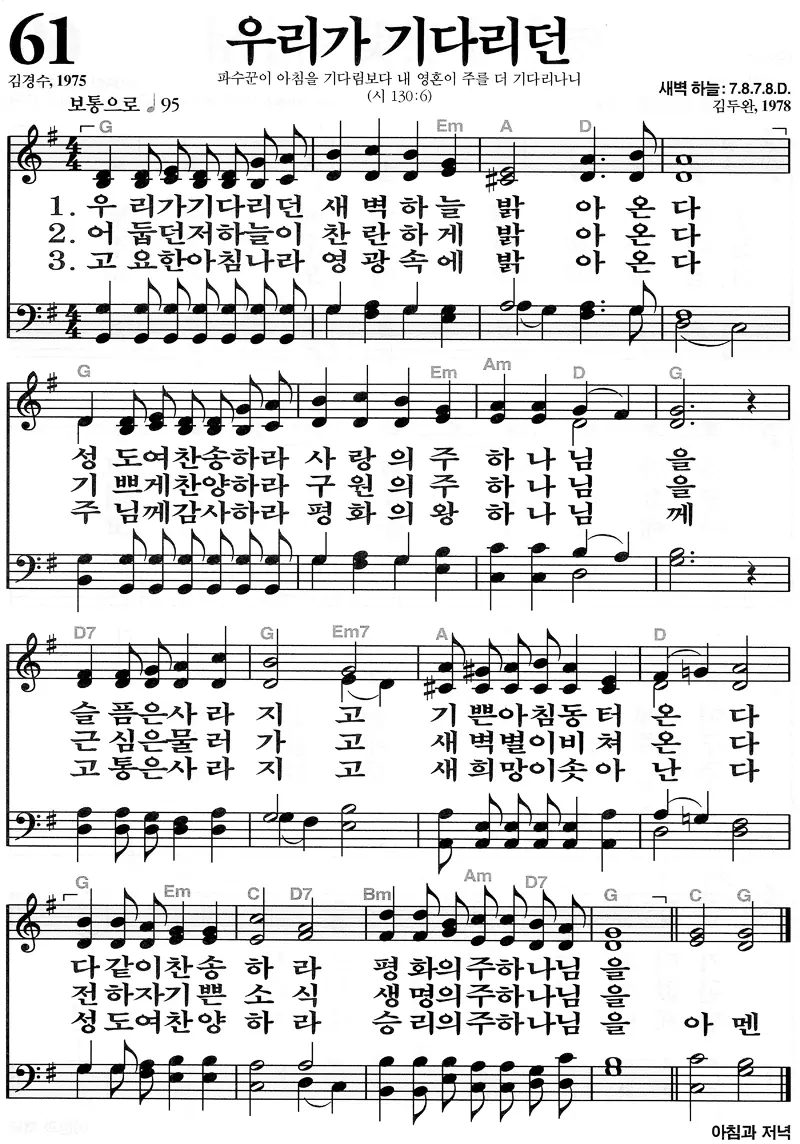 61
우리가 기다리던
김경수, 1975
파수꾼이 아침을 기다림보다 내 영혼이 주를 더 기다리나니
(시 130:6)
새벽 하늘: 7.8.7.8.D.
김두완, 1978
보통으로 ♩95
G Em A D
1. 우 리가기다리던 새 벽 하 늘 밝 아 온 다
2. 어 둡던저하늘이 찬 란 하 게 밝 아 온 다
3. 고 요한아침나라 영 광 속 에 밝 아 온 다
G Em Am D G
성 도여찬송하라 사 랑 의 주 하 나 님 을
기 쁘게찬양하라 구 원 의 주 하 나 님 을
주 님께감사하라 평 화 의 왕 하 나 님 께
D7 G Em7 A D
슬 픔은사 라 지 고 기 쁜아침동 터 온 다
근 심은물 러 가 고 새 벽별이비 쳐 온 다
고 통은사 라 지 고 새 희망이솟 아 난 다
G Em C D7 Bm Am D7 G C G
다 같이찬 송 하 라 평 화의주하나님 을
전 하자기 쁜 소 식 생 명의주하나님 을
성 도여찬 양 하 라 승 리의주하나님 을 아 멘
아침과 저녁